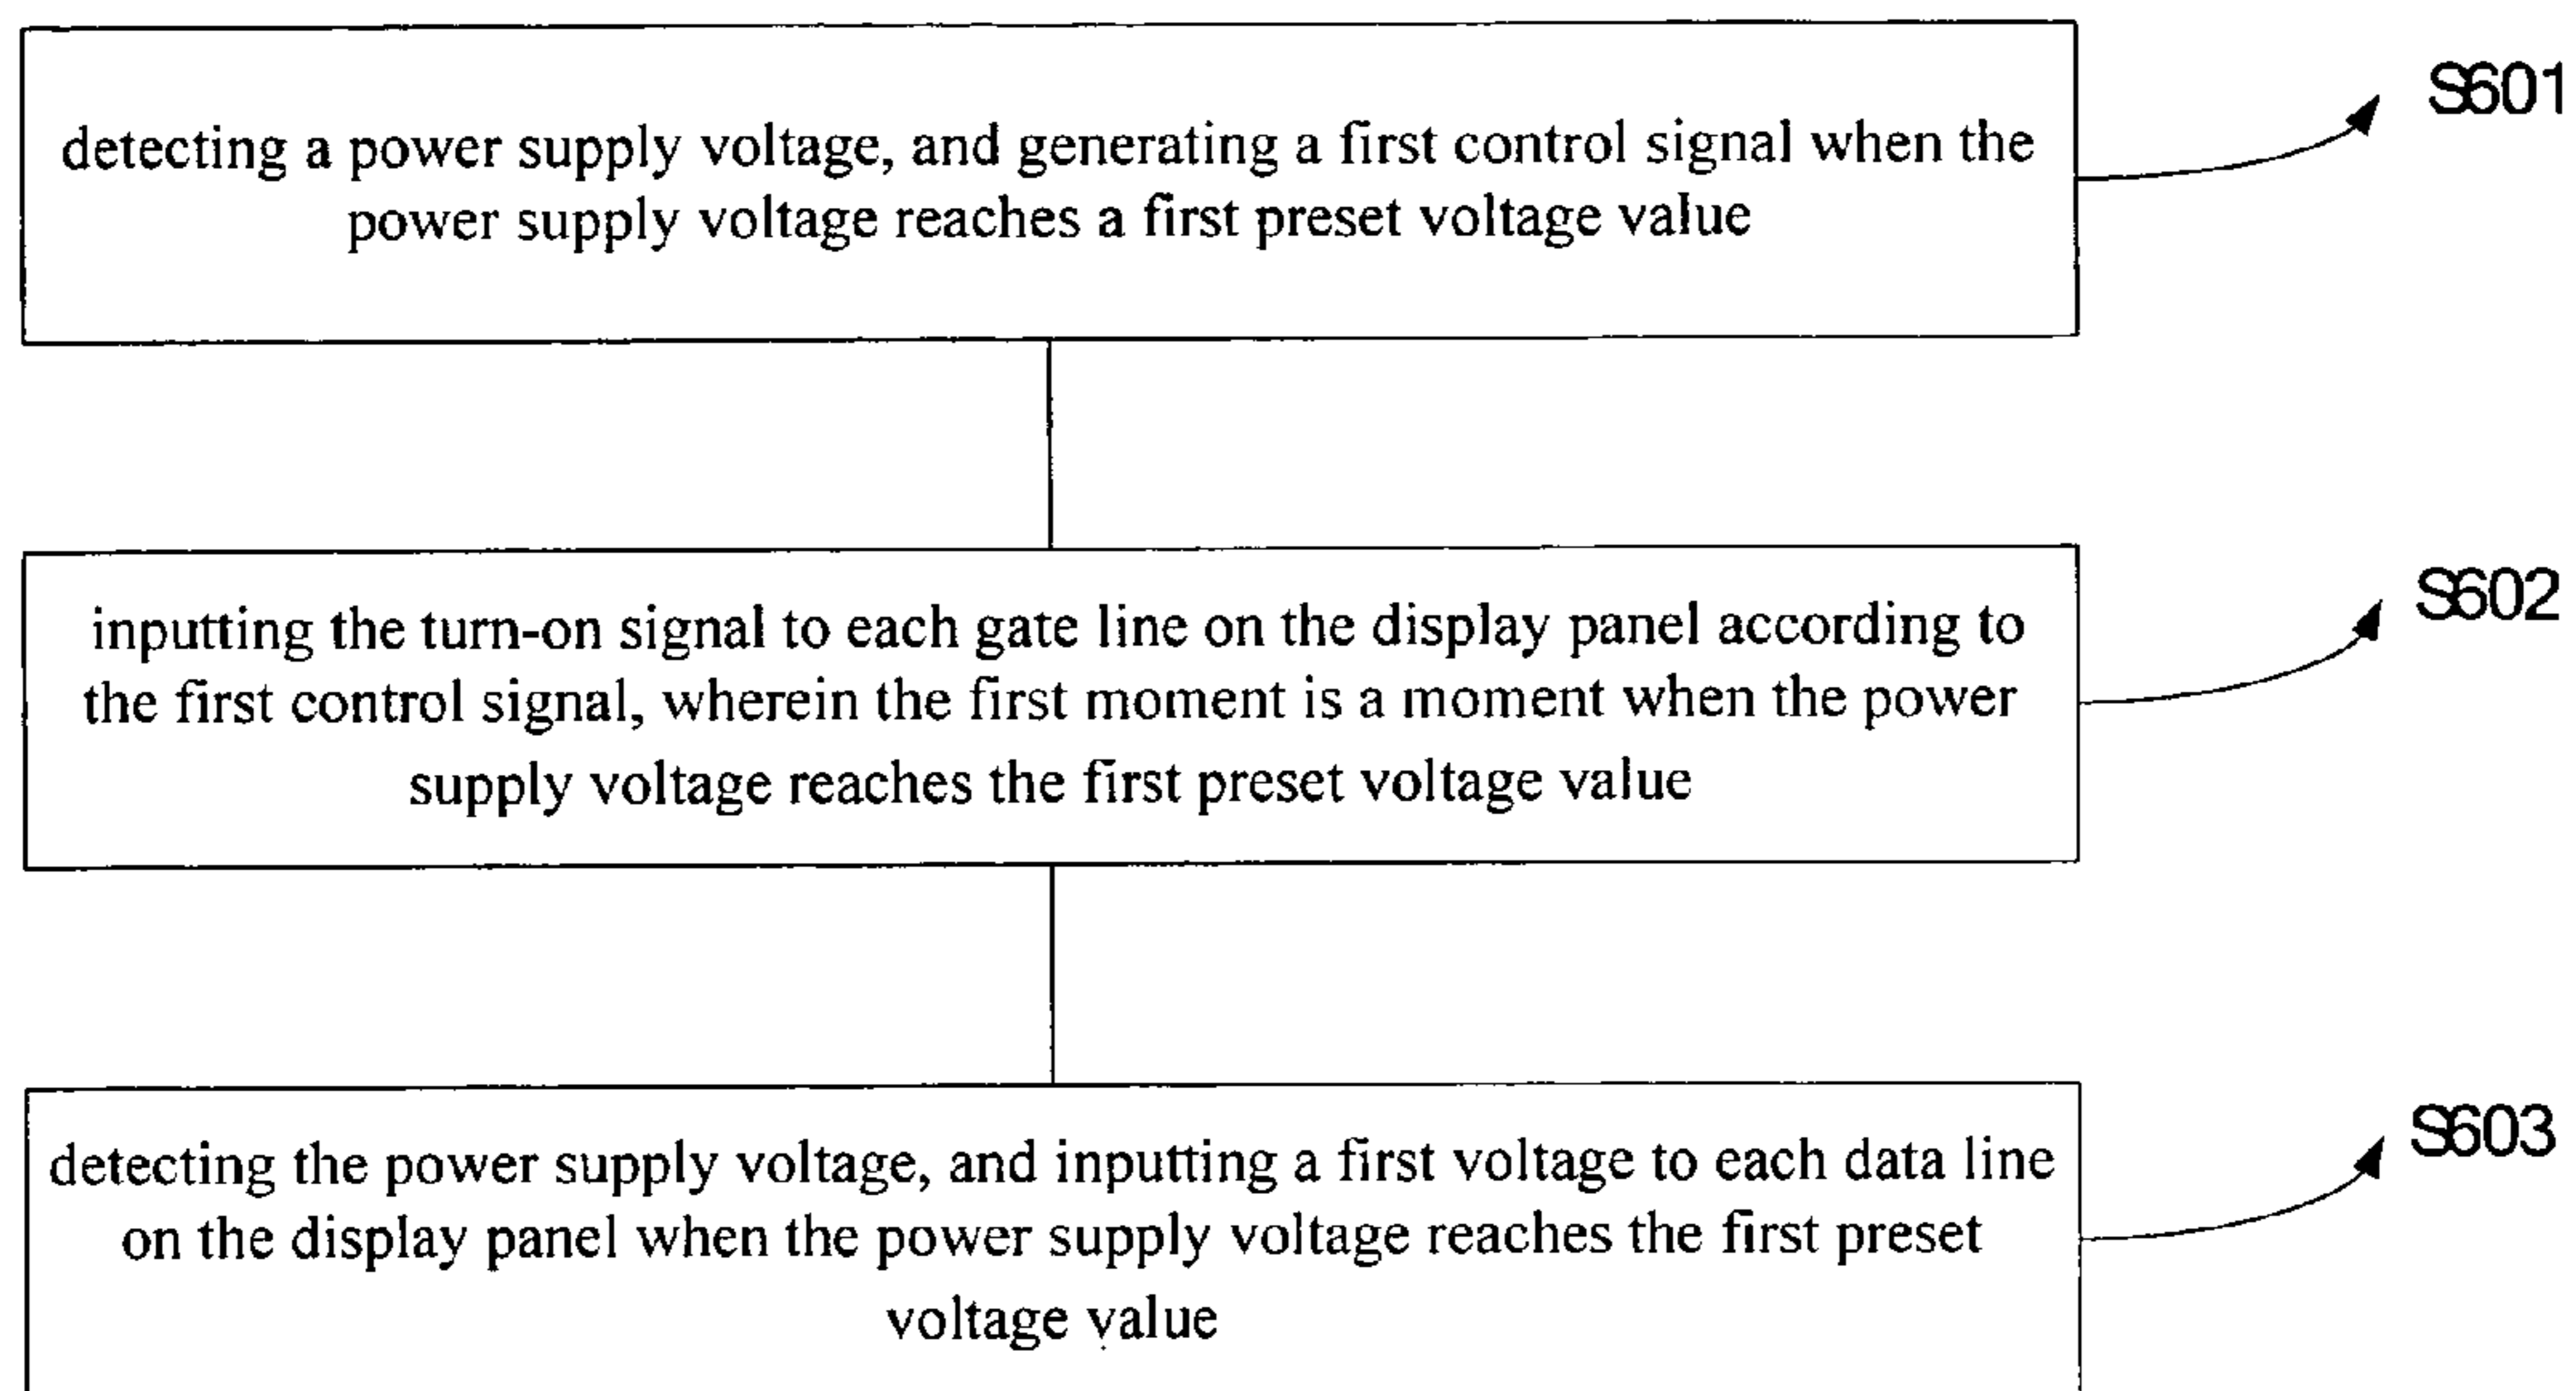 detecting a power supply voltage, and generating a first control signal when the
power supply voltage reaches a first preset voltage value
S601
inputting the turn-on signal to each gate line on the display panel according to
the first control signal, wherein the first moment is a moment when the power
supply voltage reaches the first preset voltage value
S602
detecting the power supply voltage, and inputting a first voltage to each data line
on the display panel when the power supply voltage reaches the first preset
voltage value
S603